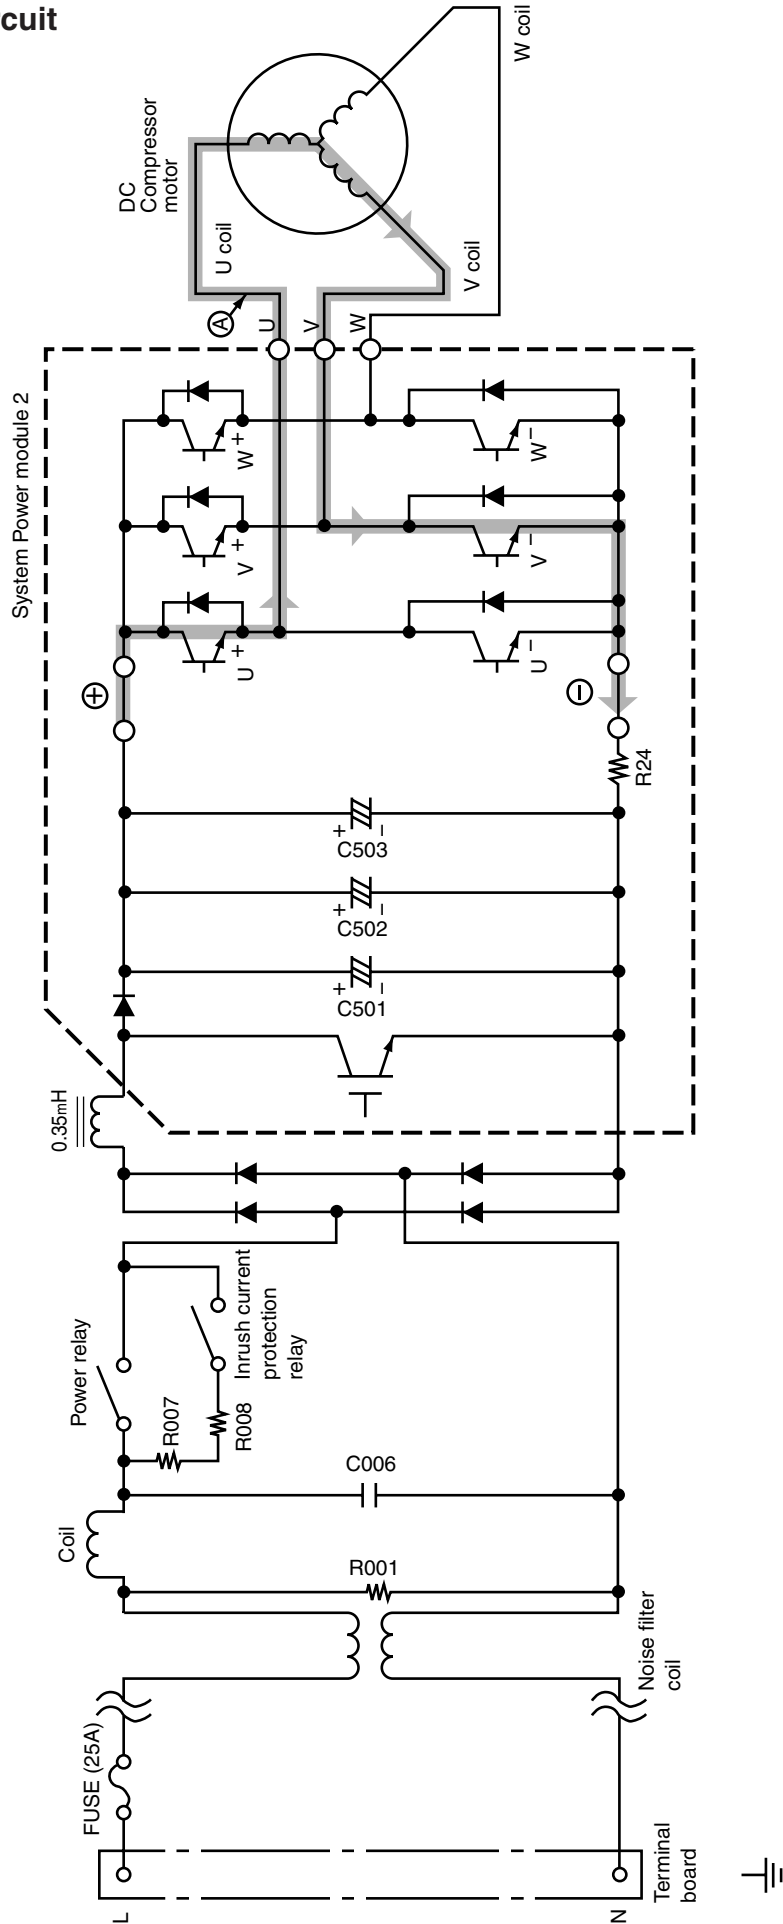 rcuit
W coil
DC
Compressor
motor
U coil
V coil
A
U
V
W
System Power module 2
W +
W −
V +
V −
U +
U −
+
−
R24
+ −
C503
+ −
C502
+ −
C501
0.35mH
Power relay
Inrush current
protection
relay
R007
R008
C006
Coil
R001
Noise filter
coil
FUSE (25A)
Terminal
board
L
N